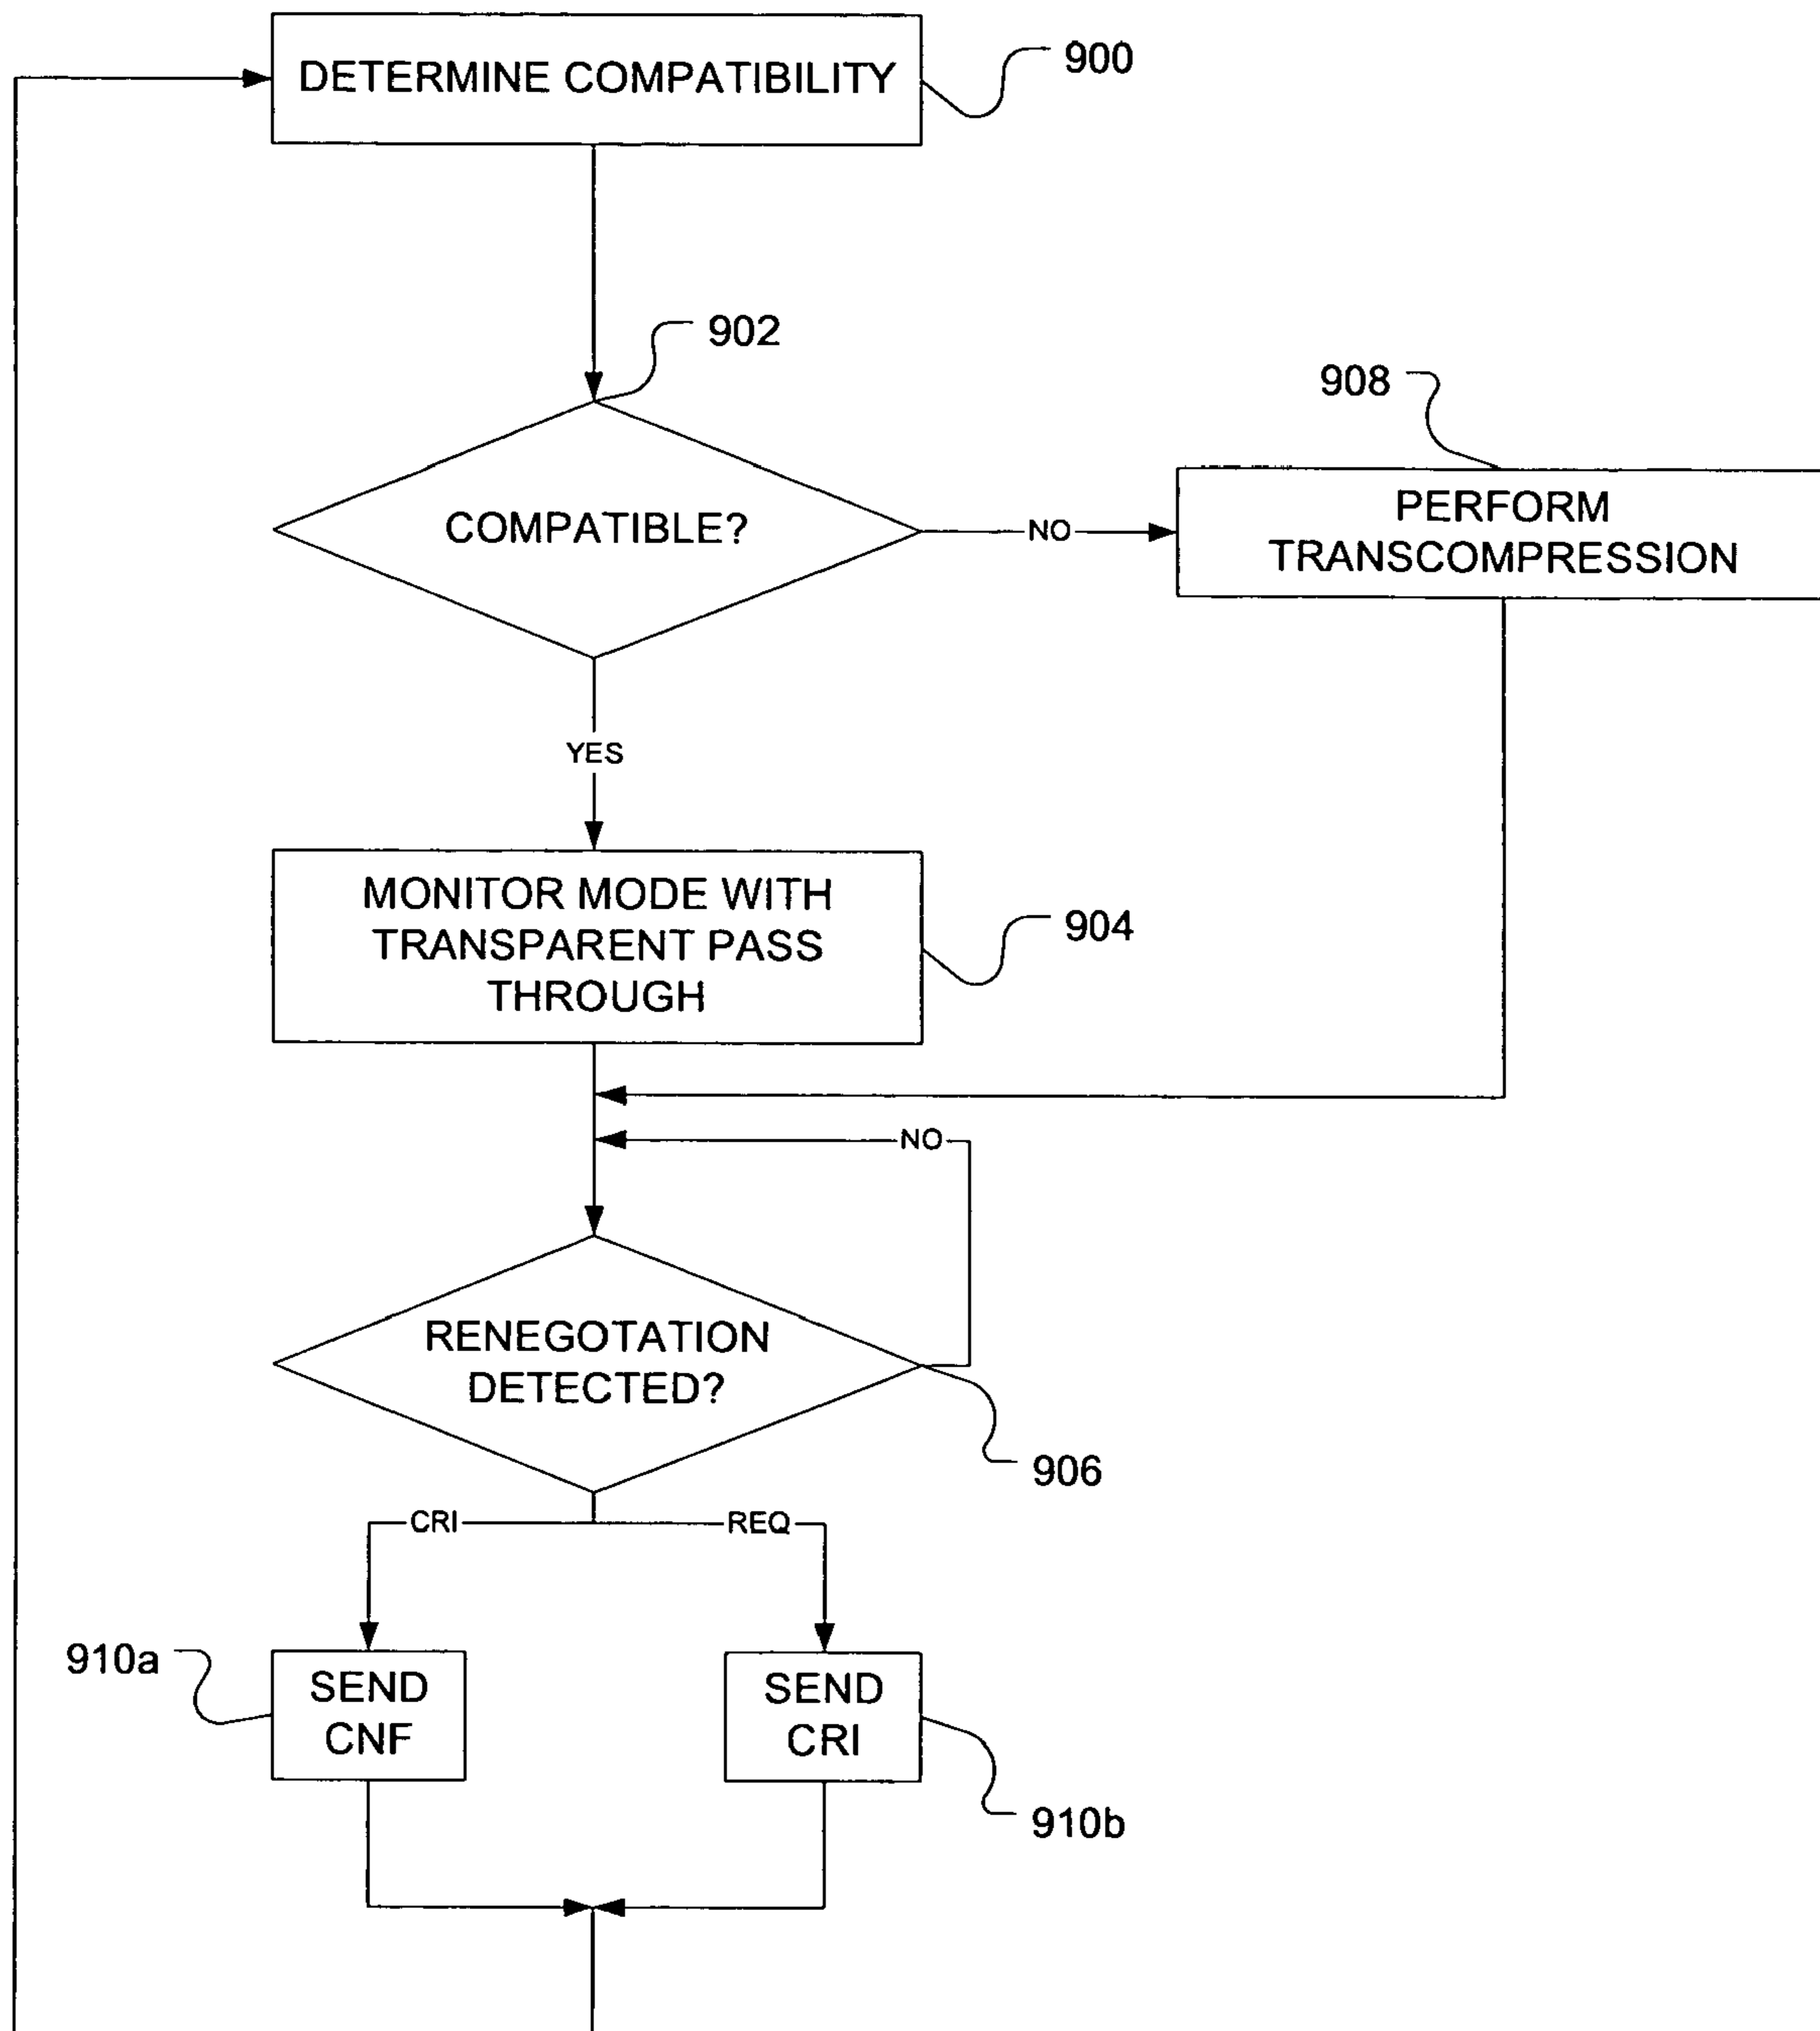 DETERMINE COMPATIBILITY
900
902
908
COMPATIBLE?
NO
PERFORM
TRANSCOMPRESSION
YES
MONITOR MODE WITH
TRANSPARENT PASS
THROUGH
904
NO
RENEGOTATION
DETECTED?
906
CRI
REQ
910a
SEND
CNF
SEND
CRI
910b